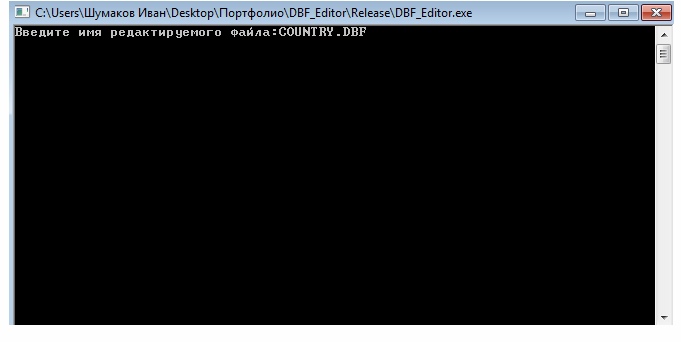 C:\Users\Шумаков Иван\Desktop\Портфолио\DBF_Editor\Release\DBF_Editor.exe
Введите имя редактируемого файла:COUNTRY.DBF